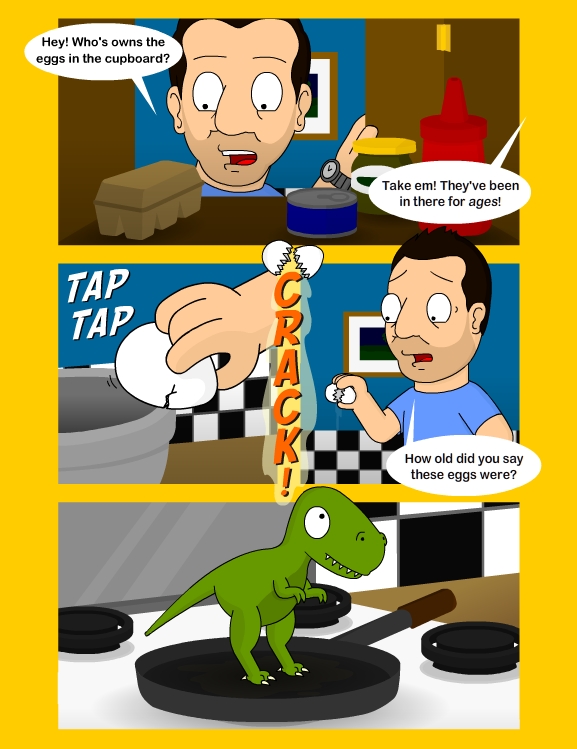 Hey! Who's owns the
eggs in the cupboard?
Take em! They've been
in there for ages!
TAP
TAP
CRACK!
How old did you say
these eggs were?